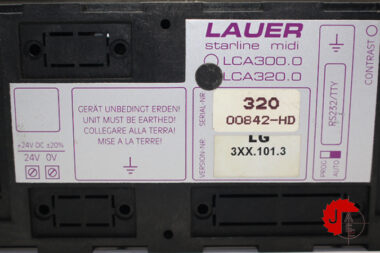 LAUER
starline midi
LCA300.0
LCA320.0
CONTRAST
GERÄT UNBEDINGT ERDEN!
UNIT MUST BE EARTHED!
COLLEGARE ALLA TERRA!
MISE A LA TERRE!
+24V DC ±20%
24V 0V
SERIAL-NR.
320
00842-HD
VERSION-NR.
LG
3XX.101.3
RS232/TTY
PROG
AUTO